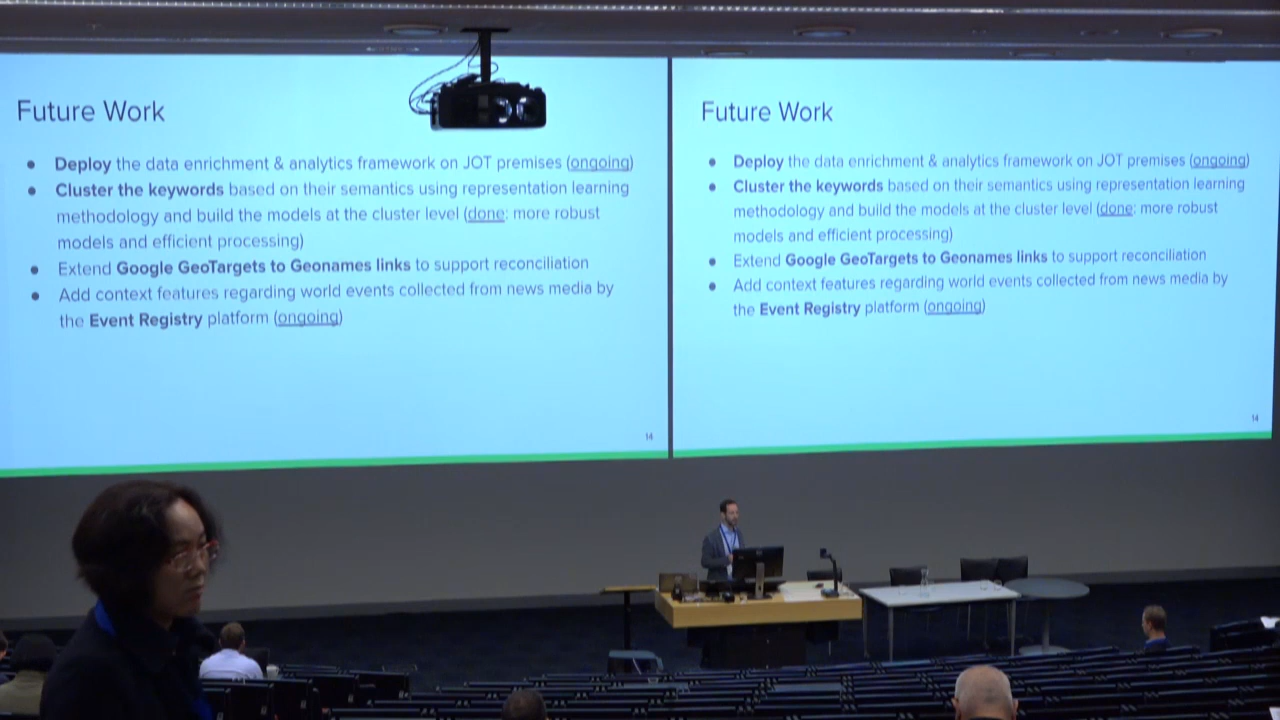 Future Work
● Deploy the data enrichment & analytics framework on JOT premises (ongoing)
● Cluster the keywords based on their semantics using representation learning
methodology and build the models at the cluster level (done: more robust
models and efficient processing)
● Extend Google GeoTargets to Geonames links to support reconciliation
● Add context features regarding world events collected from news media by
the Event Registry platform (ongoing)
14
Future Work
● Deploy the data enrichment & analytics framework on JOT premises (ongoing)
● Cluster the keywords based on their semantics using representation learning
methodology and build the models at the cluster level (done: more robust
models and efficient processing)
● Extend Google GeoTargets to Geonames links to support reconciliation
● Add context features regarding world events collected from news media by
the Event Registry platform (ongoing)
14